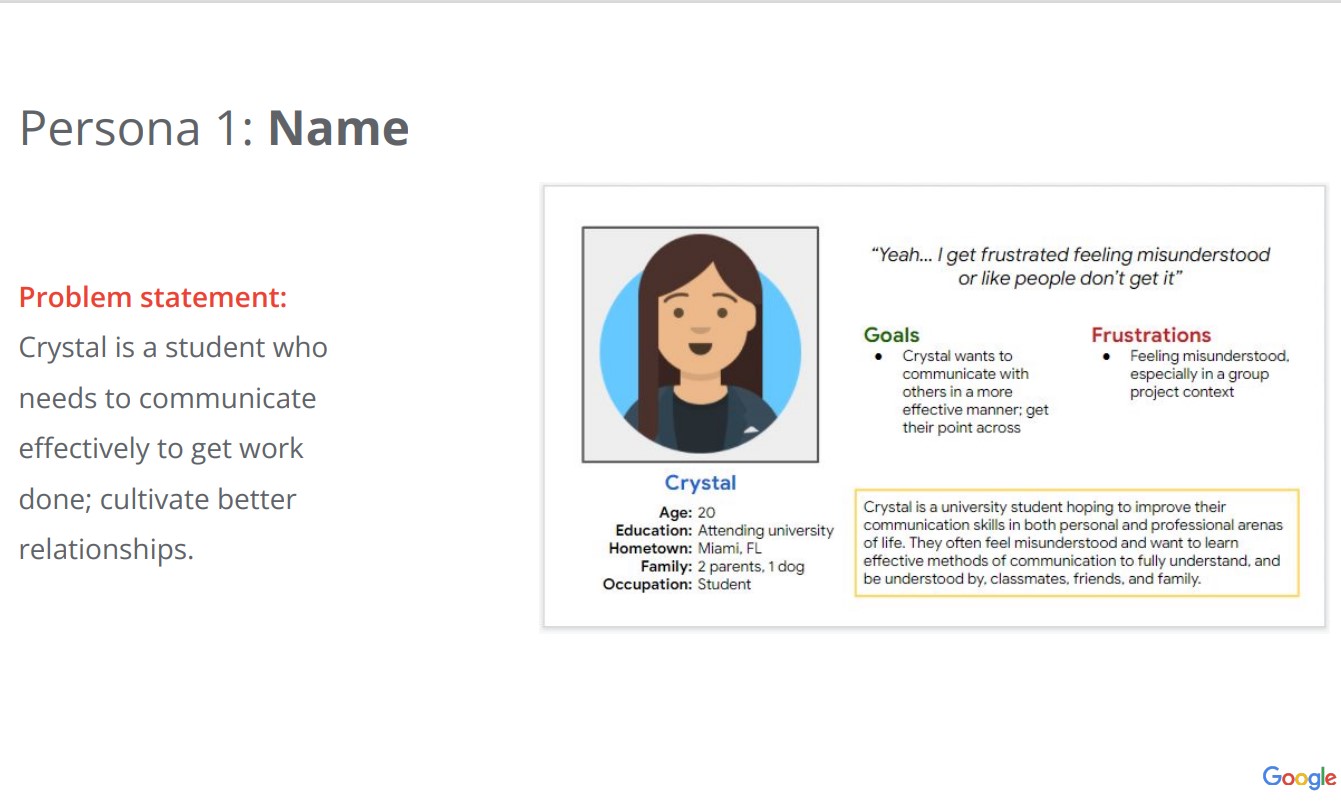 Persona 1: Name
Problem statement:
Crystal is a student who
needs to communicate
effectively to get work
done; cultivate better
relationships.
“Yeah... I get frustrated feeling misunderstood
or like people don’t get it”
Goals
● Crystal wants to
communicate with
others in a more
effective manner; get
their point across
Frustrations
● Feeling misunderstood,
especially in a group
project context
Crystal
Age: 20
Education: Attending university
Hometown: Miami, FL
Family: 2 parents, 1 dog
Occupation: Student
Crystal is a university student hoping to improve their
communication skills in both personal and professional arenas
of life. They often feel misunderstood and want to learn
effective methods of communication to fully understand, and
be understood by, classmates, friends, and family.
Google